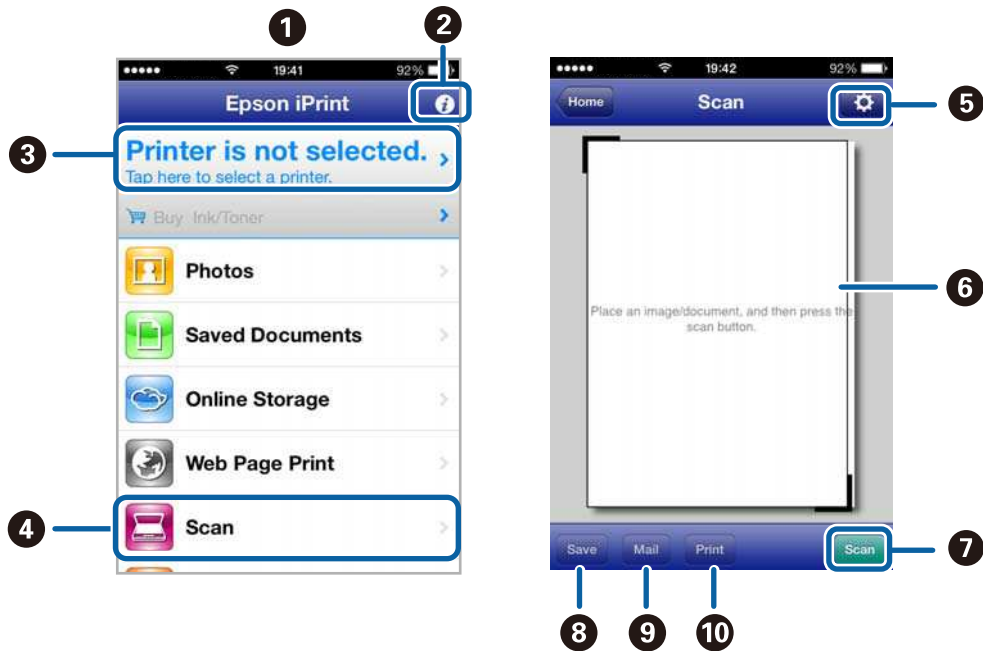 1
2
19:41
92%
Epson iPrint
i
3
Printer is not selected.
Tap here to select a printer.
Buy Ink/Toner
Photos
Saved Documents
Online Storage
Web Page Print
4
Scan
19:42
92%
Home
Scan
5
Place an image/document, and then press the
scan button.
6
Save
Mail
Print
Scan
7
8
9
10